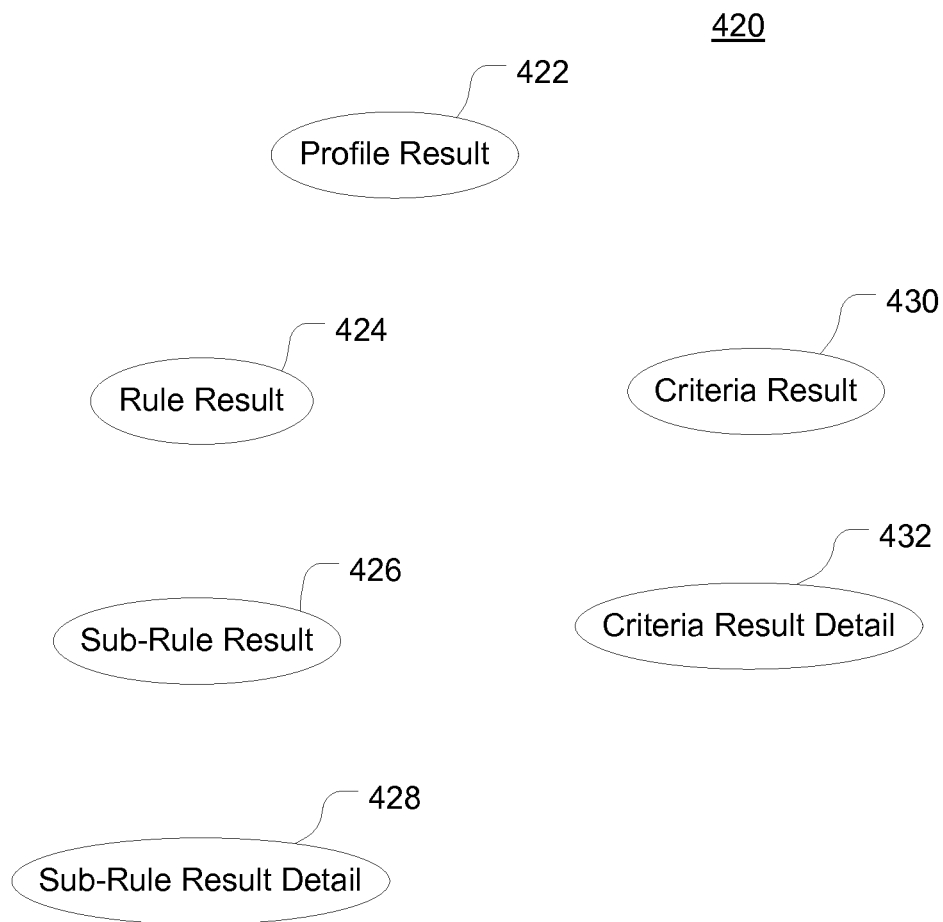 420
422
Profile Result
430
424
Criteria Result
Rule Result
432
426
Criteria Result Detail
Sub-Rule Result
428
Sub-Rule Result Detail